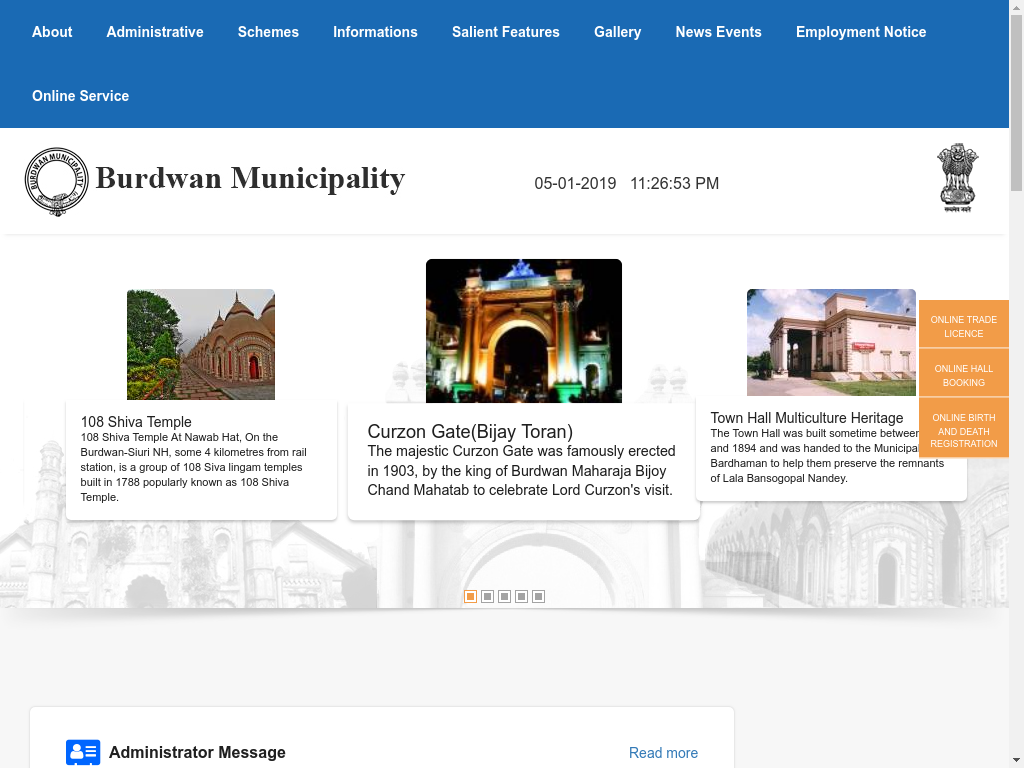 About Administrative Schemes Informations Salient Features Gallery News Events Employment Notice
Online Service
BURDWAN MUNICIPALITY
Burdwan Municipality
05-01-2019 11:26:53 PM
सत्यमेव जयते
108 Shiva Temple
108 Shiva Temple At Nawab Hat, On the
Burdwan-Siuri NH, some 4 kilometres from rail
station, is a group of 108 Siva lingam temples
built in 1788 popularly known as 108 Shiva
Temple.
Curzon Gate(Bijay Toran)
The majestic Curzon Gate was famously erected
in 1903, by the king of Burdwan Maharaja Bijoy
Chand Mahatab to celebrate Lord Curzon's visit.
Town Hall Multiculture Heritage
The Town Hall was built sometime between
and 1894 and was handed to the Municipal
Bardhaman to help them preserve the remnants
of Lala Bansogopal Nandey.
ONLINE TRADE
LICENCE
ONLINE HALL
BOOKING
ONLINE BIRTH
AND DEATH
REGISTRATION
Administrator Message
Read more